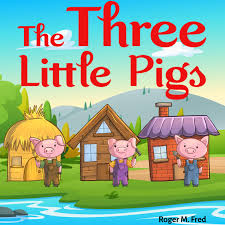 The Three
Little Pigs
Roger M. Fred